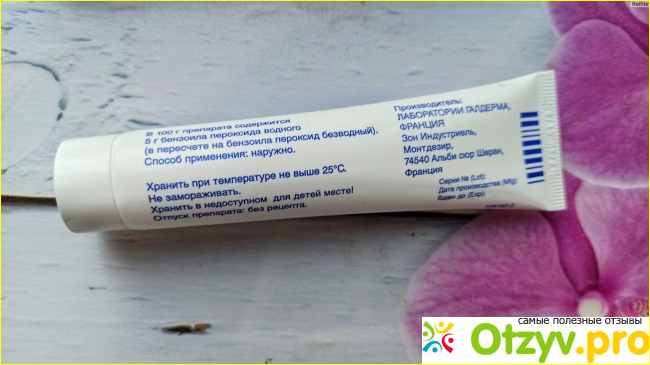 В 100 г препарата содержится
5 г бензоила пероксида водного
(в пересчете на бензоила пероксид безводный).
Способ применения: наружно.
Хранить при температуре не выше 25°С.
Не замораживать.
Хранить в недоступном для детей месте!
Отпуск препарата: без рецепта.
Производитель:
ЛАБОРАТОРИИ ГАЛДЕРМА,
ФРАНЦИЯ
Зон Индустриель,
Монтдезир,
74540 Альби сюр Шеран,
Франция
Серия № (Lot):
Дата производства (Mfg):
Годен до (Exp):
Bellita
самые полезные отзывы
Otzyv.pro